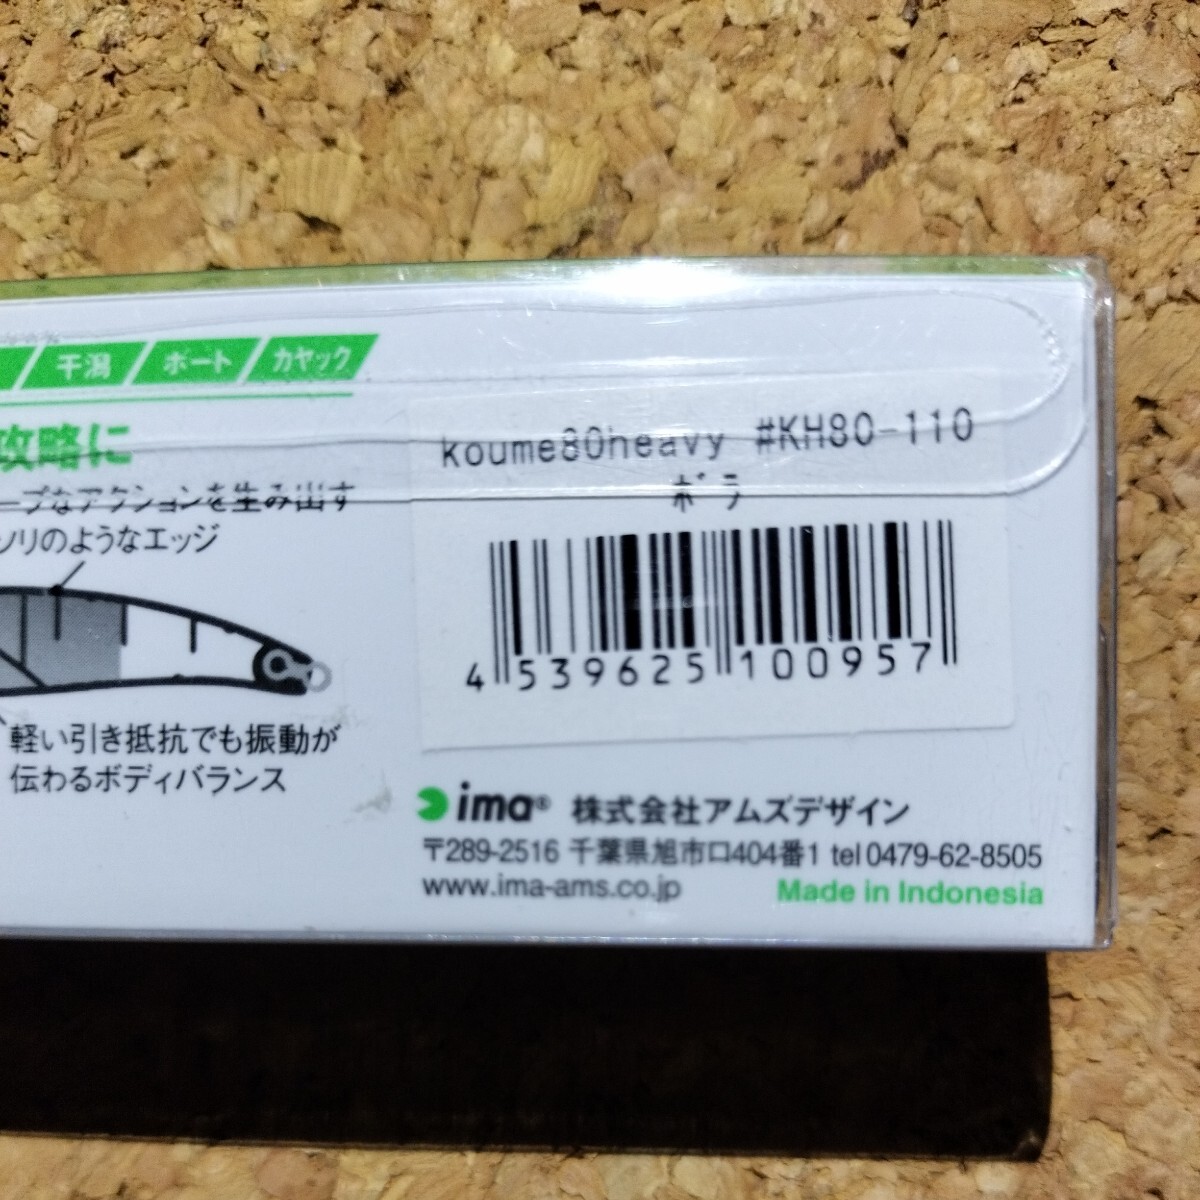 干潟 ボート カヤック
攻略に
ープなアクションを生み出す
ソリのようなエッジ
軽い引き抵抗でも振動が
伝わるボディバランス
koume80heavy #KH80-110
ボラ
4 539625 100957
ima® 株式会社アムズデザイン
〒289-2516 千葉県旭市ロ404番1 tel0479-62-8505
www.ima-ams.co.jp Made in Indonesia